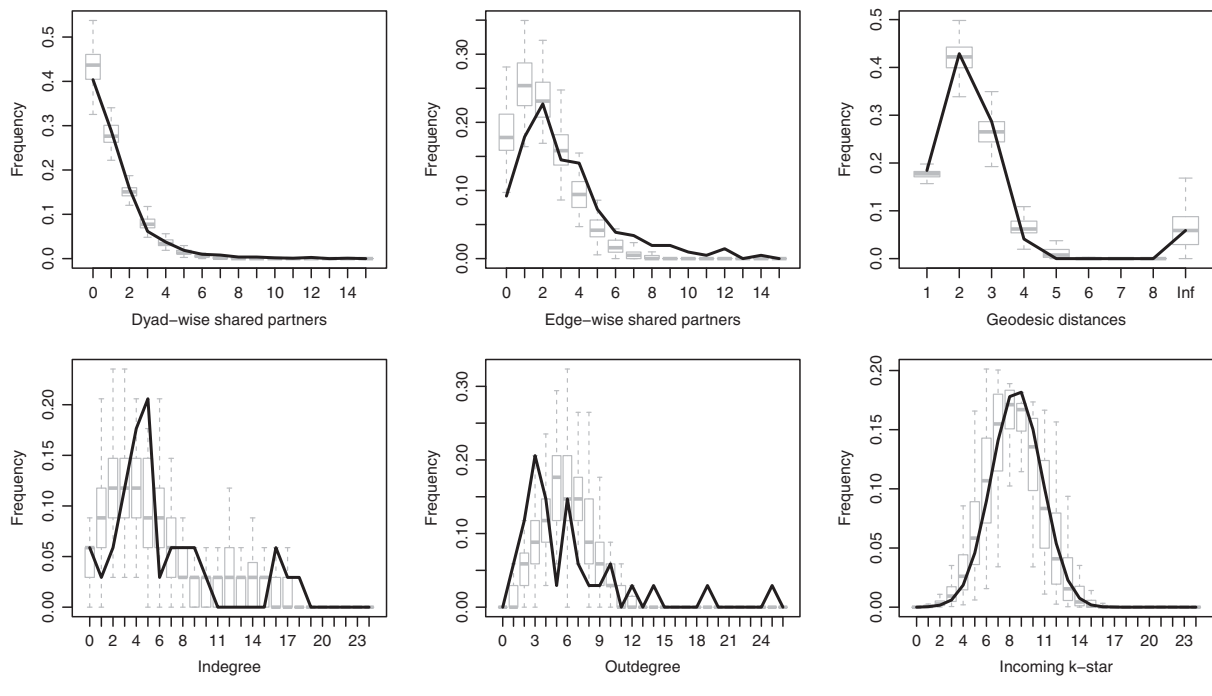 Frequency
0.0 0.1 0.2 0.3 0.4 0.5
0 2 4 6 8 10 12 14
Dyad−wise shared partners
Frequency
0.00 0.10 0.20 0.30
0 2 4 6 8 10 12 14
Edge−wise shared partners
Frequency
0.0 0.1 0.2 0.3 0.4 0.5
1 2 3 4 5 6 7 8 Inf
Geodesic distances
Frequency
0.00 0.05 0.10 0.15 0.20
0 2 4 6 8 11 14 17 20 23
Indegree
Frequency
0.00 0.10 0.20 0.30
0 3 6 9 12 15 18 21 24
Outdegree
Frequency
0.00 0.05 0.10 0.15 0.20
0 2 4 6 8 11 14 17 20 23
Incoming k−star